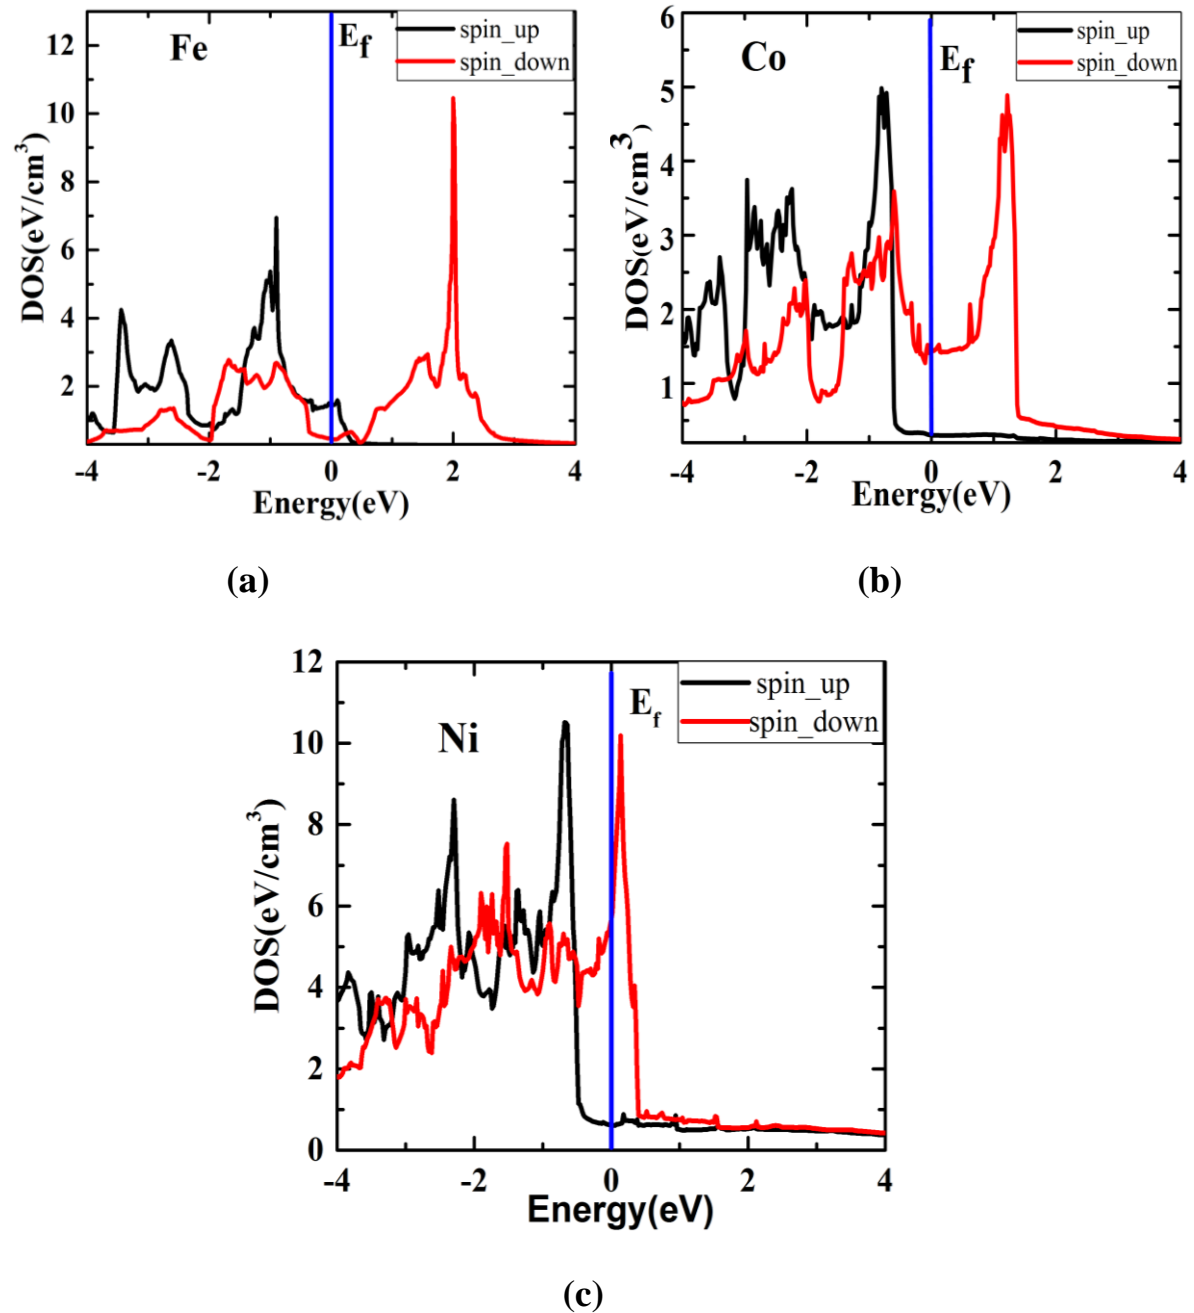 Fe
E_f
spin_up
spin_down
12
10
8
6
4
2
DOS(eV/cm³)
-4 -2 0 2 4
Energy(eV)
(a)
Co
E_f
spin_up
spin_down
6
5
4
3
2
1
DOS(eV/cm³)
-4 -2 0 2 4
Energy(eV)
(b)
Ni
E_f
spin_up
spin_down
12
10
8
6
4
2
0
DOS(eV/cm³)
-4 -2 0 2 4
Energy(eV)
(c)